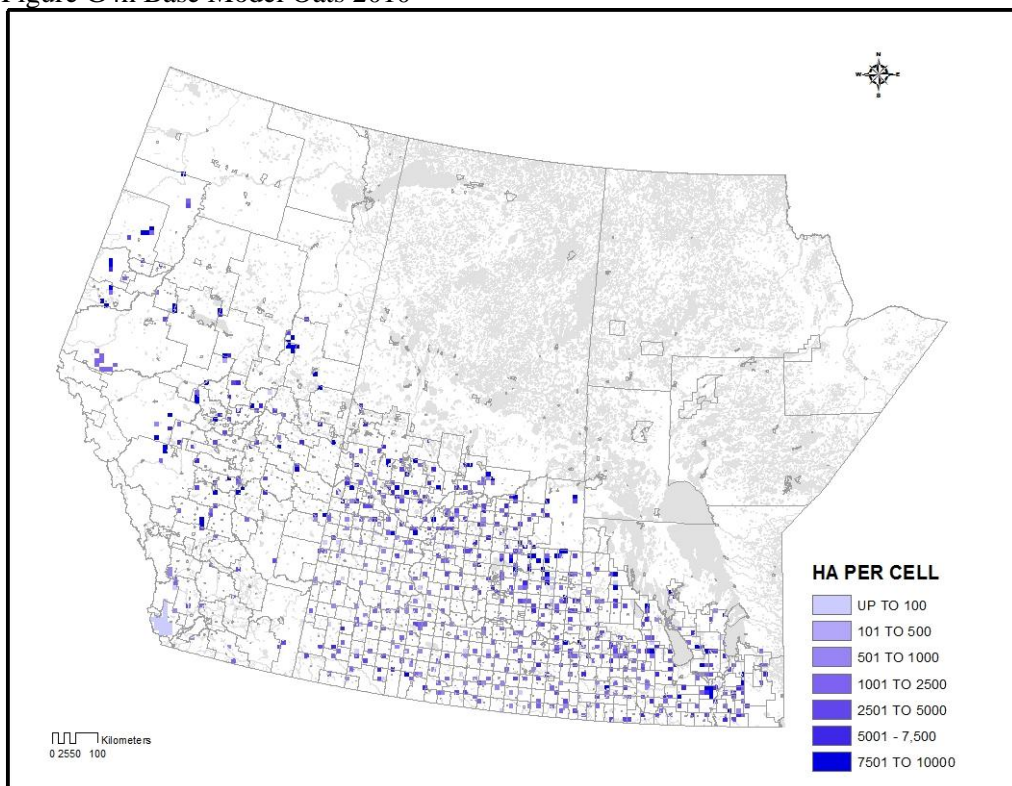 Figure Base Model Oats
N
W E
S
HA PER CELL
UP TO 100
101 TO 500
501 TO 1000
1001 TO 2500
2501 TO 5000
5001 - 7,500
7501 TO 10000
Kilometers
0 2550 100